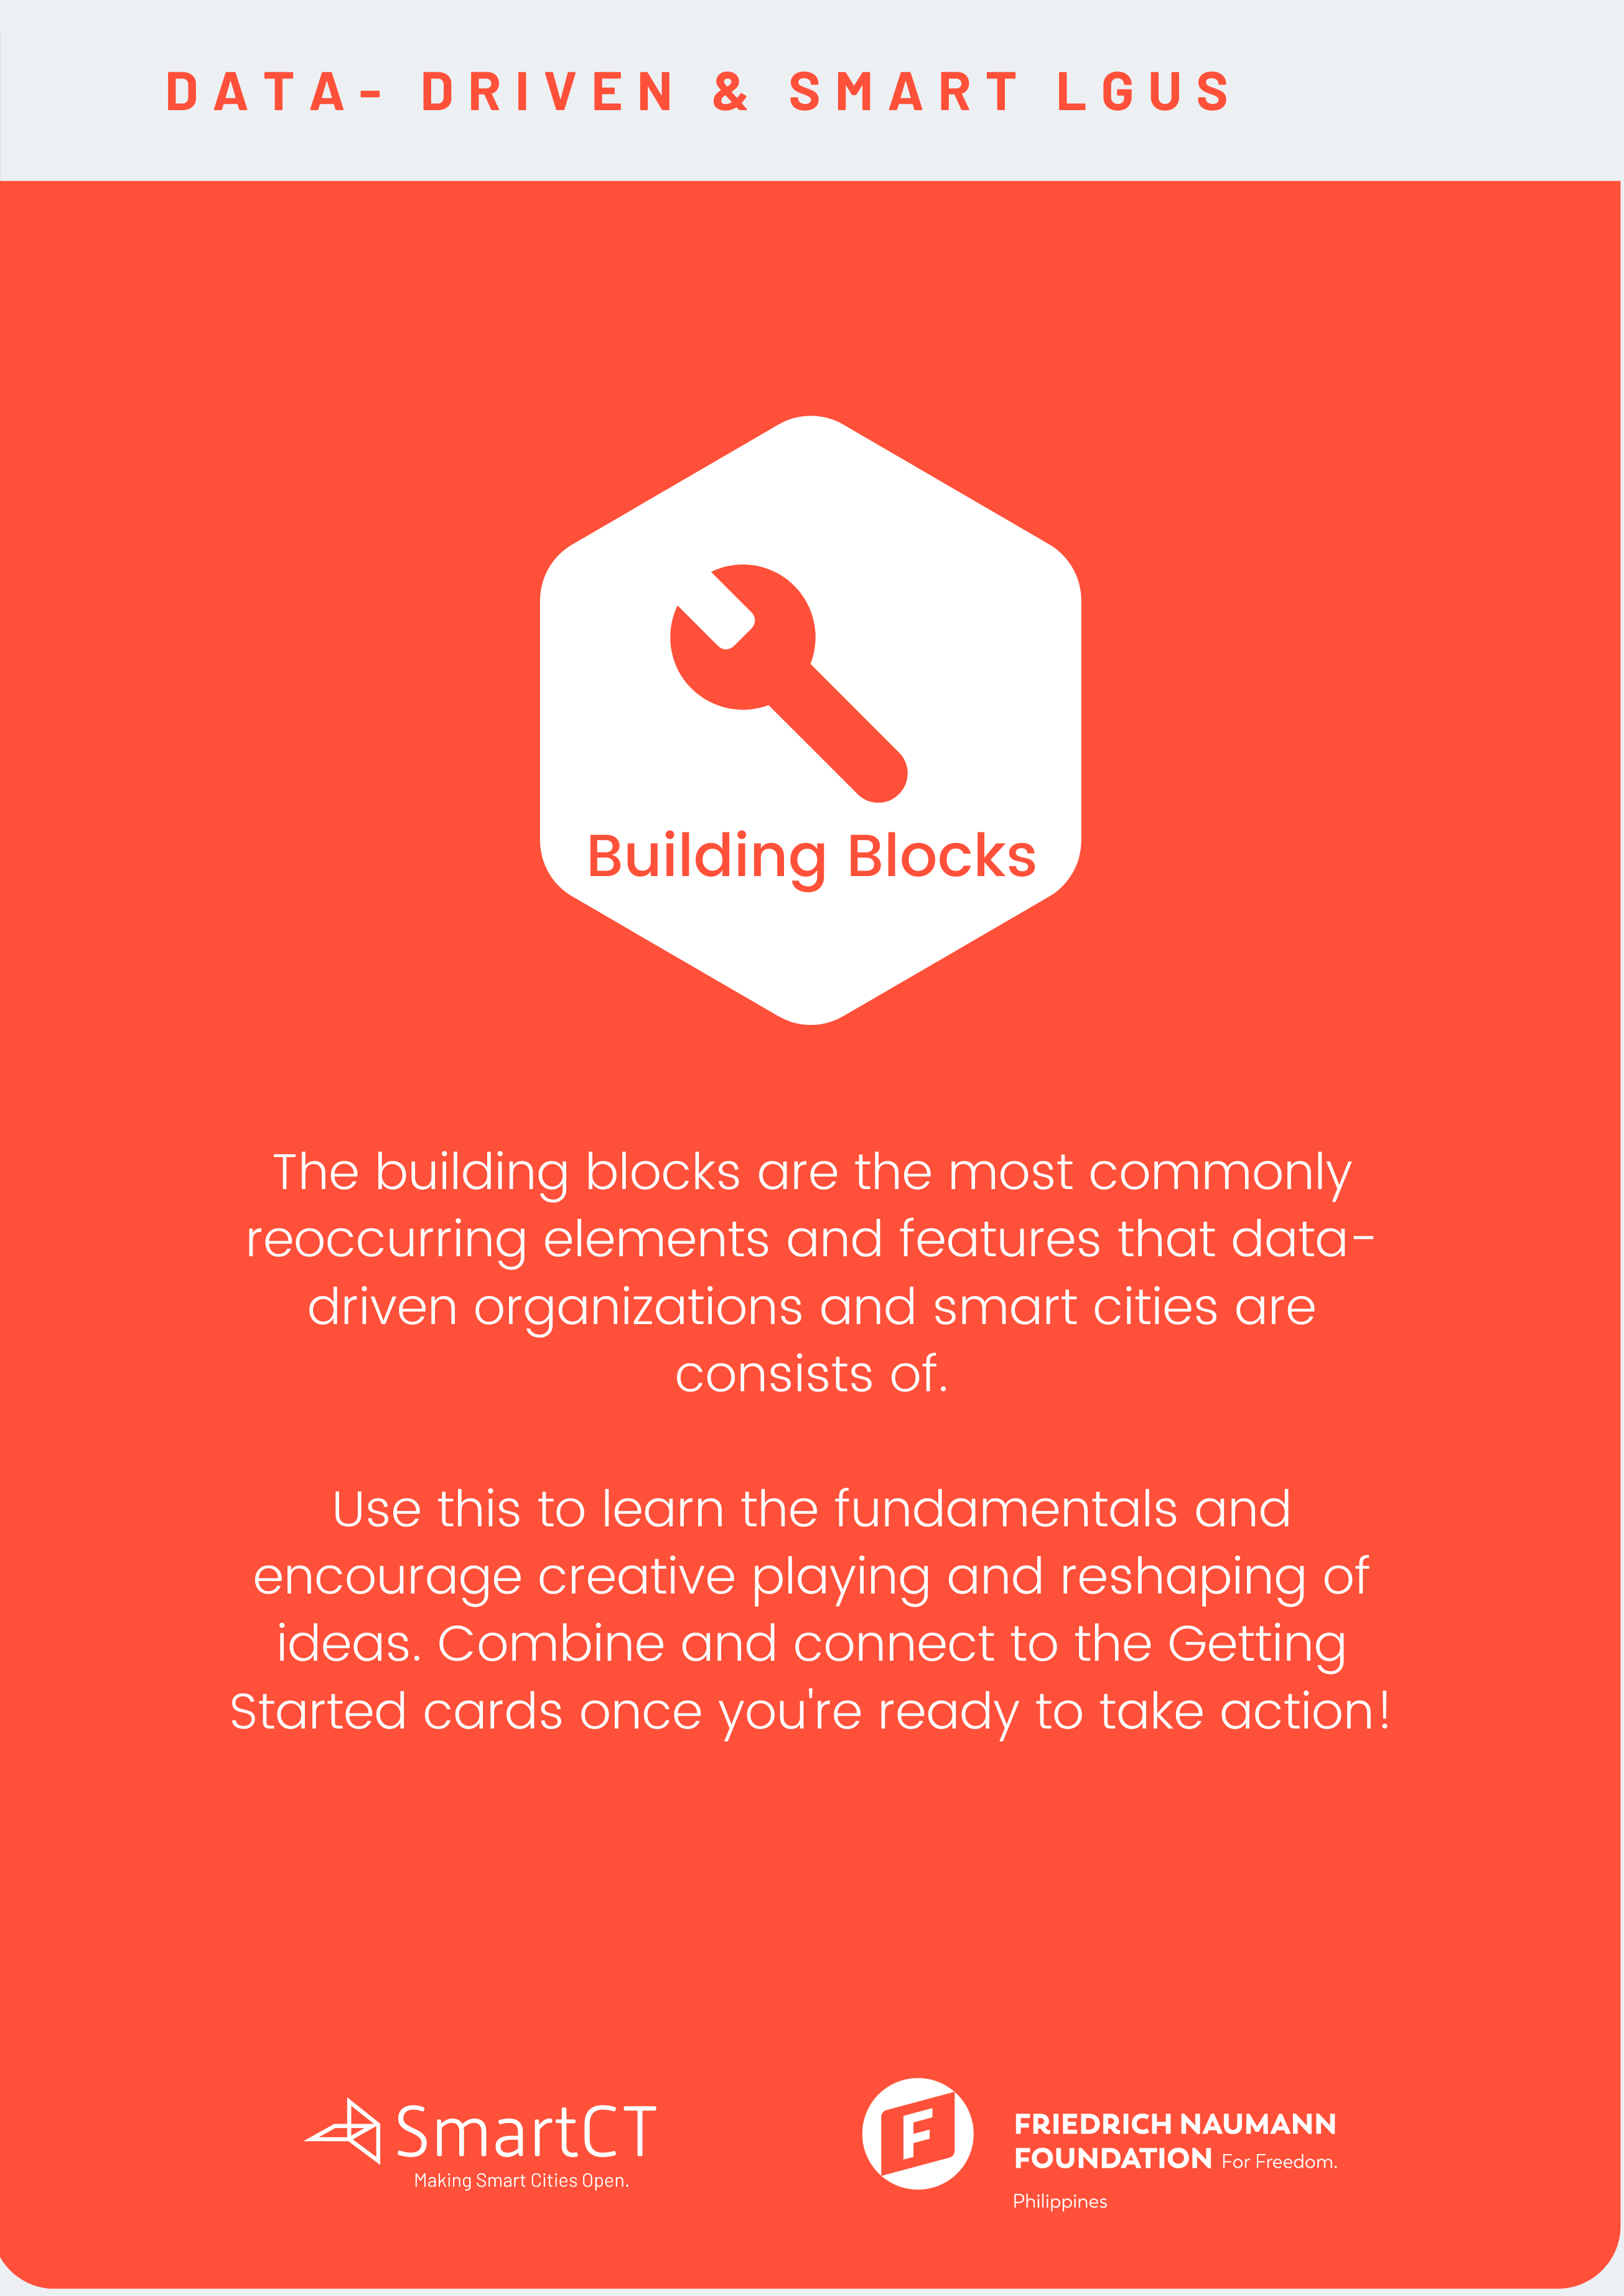 DATA- DRIVEN & SMART LGUS
Building Blocks
The building blocks are the most commonly
reoccurring elements and features that data-
driven organizations and smart cities are
consists of.
Use this to learn the fundamentals and
encourage creative playing and reshaping of
ideas. Combine and connect to the Getting
Started cards once you're ready to take action!
SmartCT
Making Smart Cities Open.
F
FRIEDRICH NAUMANN
FOUNDATION For Freedom.
Philippines